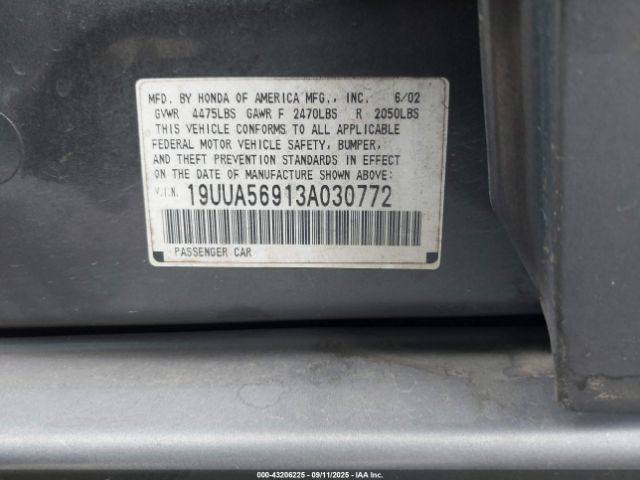 MFD. BY HONDA OF AMERICA MFG., INC. 6/02
GVWR 4475LBS GAWR F 2470LBS R 2050LBS
THIS VEHICLE CONFORMS TO ALL APPLICABLE
FEDERAL MOTOR VEHICLE SAFETY, BUMPER,
AND THEFT PREVENTION STANDARDS IN EFFECT
ON THE DATE OF MANUFACTURE SHOWN ABOVE:
V.I.N. 19UUA56913A030772
PASSENGER CAR
000-43206225 - 09/11/2025 - IAAI.COM